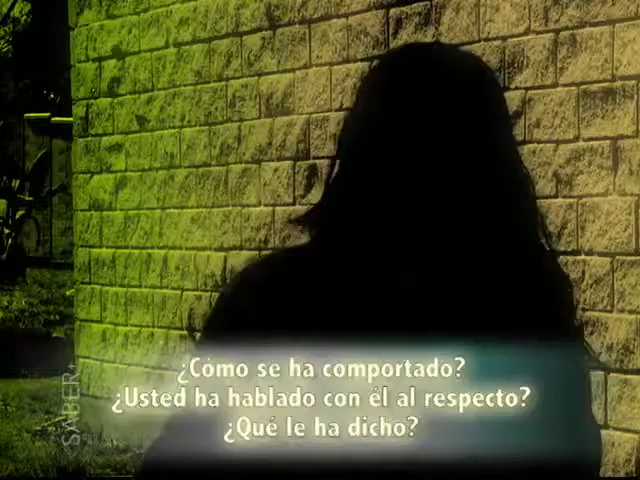 ¿Cómo se ha comportado?
¿Usted ha hablado con él al respecto?
¿Qué le ha dicho?
SABER+